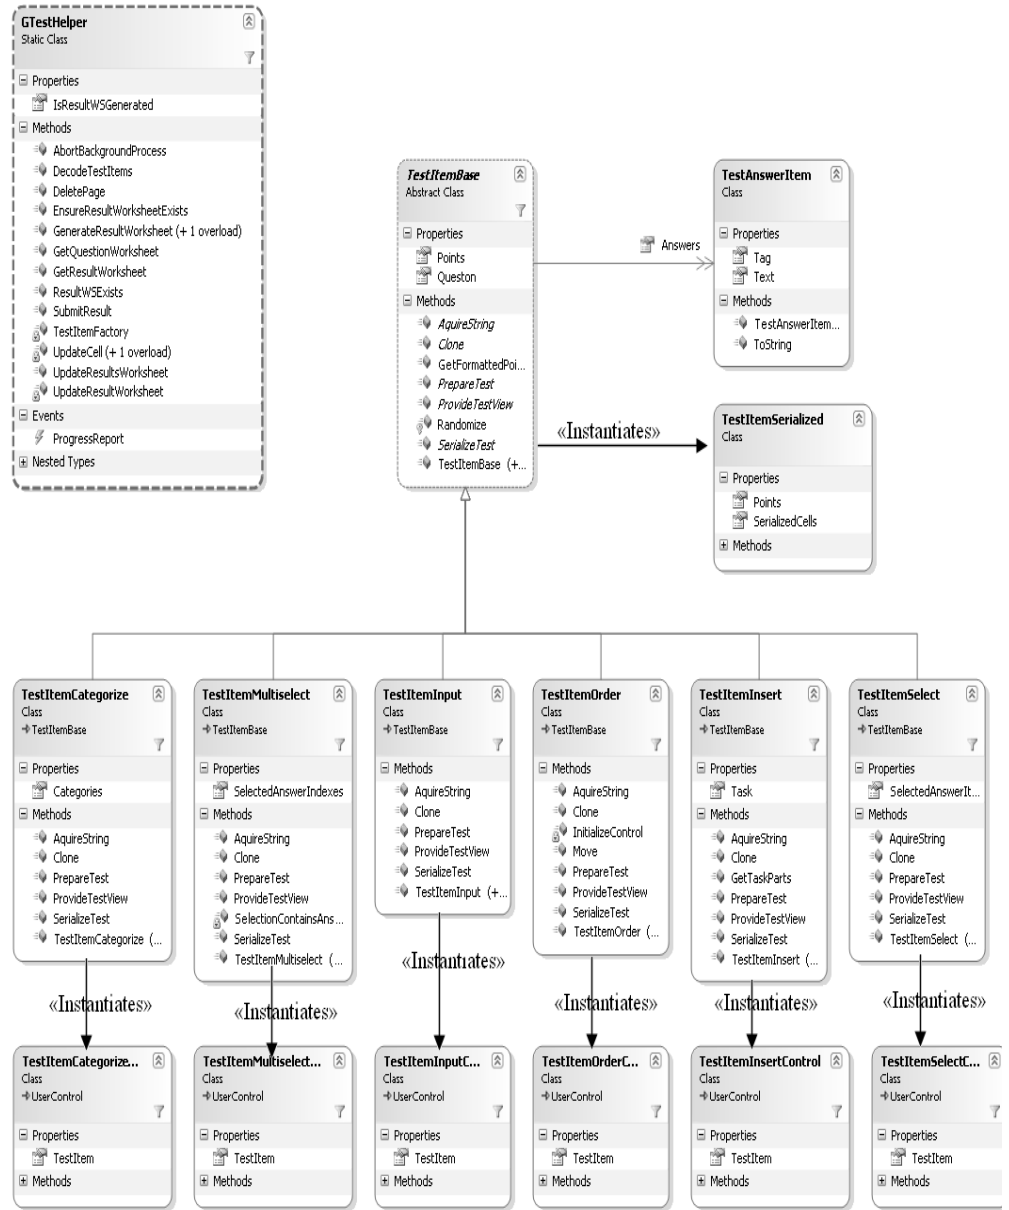 GTestHelper
Static Class
Properties
IsResultWSGenerated
Methods
AbortBackgroundProcess
DecodeTestItems
DeletePage
EnsureResultWorksheetExists
GenerateResultWorksheet (+ 1 overload)
GetQuestionWorksheet
GetResultWorksheet
ResultWSExists
SubmitResult
TestItemFactory
UpdateCell (+ 1 overload)
UpdateResultsWorksheet
UpdateResultWorksheet
Events
ProgressReport
Nested Types
TestItemBase
Abstract Class
Properties
Points
Queston
Methods
AquireString
Clone
GetFormattedPoi...
PrepareTest
ProvideTestView
Randomize
SerializeTest
TestItemBase (+...
Answers
TestAnswerItem
Class
Properties
Tag
Text
Methods
TestAnswerItem...
ToString
«Instantiates»
TestItemSerialized
Class
Properties
Points
SerializedCells
Methods
TestItemCategorize
Class
TestItemBase
Properties
Categories
Methods
AquireString
Clone
PrepareTest
ProvideTestView
SerializeTest
TestItemCategorize (...
TestItemMultiselect
Class
TestItemBase
Properties
SelectedAnswerIndexes
Methods
AquireString
Clone
PrepareTest
ProvideTestView
SelectionContainsAns...
SerializeTest
TestItemMultiselect (...
TestItemInput
Class
TestItemBase
Methods
AquireString
Clone
PrepareTest
ProvideTestView
SerializeTest
TestItemInput (+...
TestItemOrder
Class
TestItemBase
Methods
AquireString
Clone
InitializeControl
Move
PrepareTest
ProvideTestView
SerializeTest
TestItemOrder (...
TestItemInsert
Class
TestItemBase
Properties
Task
Methods
AquireString
Clone
GetTaskParts
PrepareTest
ProvideTestView
SerializeTest
TestItemInsert (...
TestItemSelect
Class
TestItemBase
Properties
SelectedAnswerIt...
Methods
AquireString
Clone
PrepareTest
ProvideTestView
SerializeTest
TestItemSelect (...
«Instantiates»
«Instantiates»
«Instantiates»
«Instantiates»
«Instantiates»
«Instantiates»
TestItemCategorize...
Class
UserControl
Properties
TestItem
Methods
TestItemMultiselect...
Class
UserControl
Properties
TestItem
Methods
TestItemInputC...
Class
UserControl
Properties
TestItem
Methods
TestItemOrderC...
Class
UserControl
Properties
TestItem
Methods
TestItemInsertControl
Class
UserControl
Properties
TestItem
Methods
TestItemSelectC...
Class
UserControl
Properties
TestItem
Methods